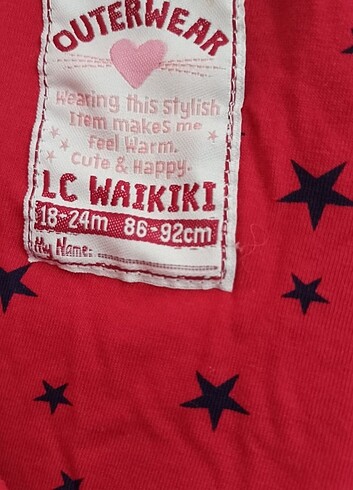 OUTERWEAR
Wearing this stylish
Item makes me
feel Warm.
Cute & Happy.
LC WAIKIKI
18-24m 86-92cm
My Name: